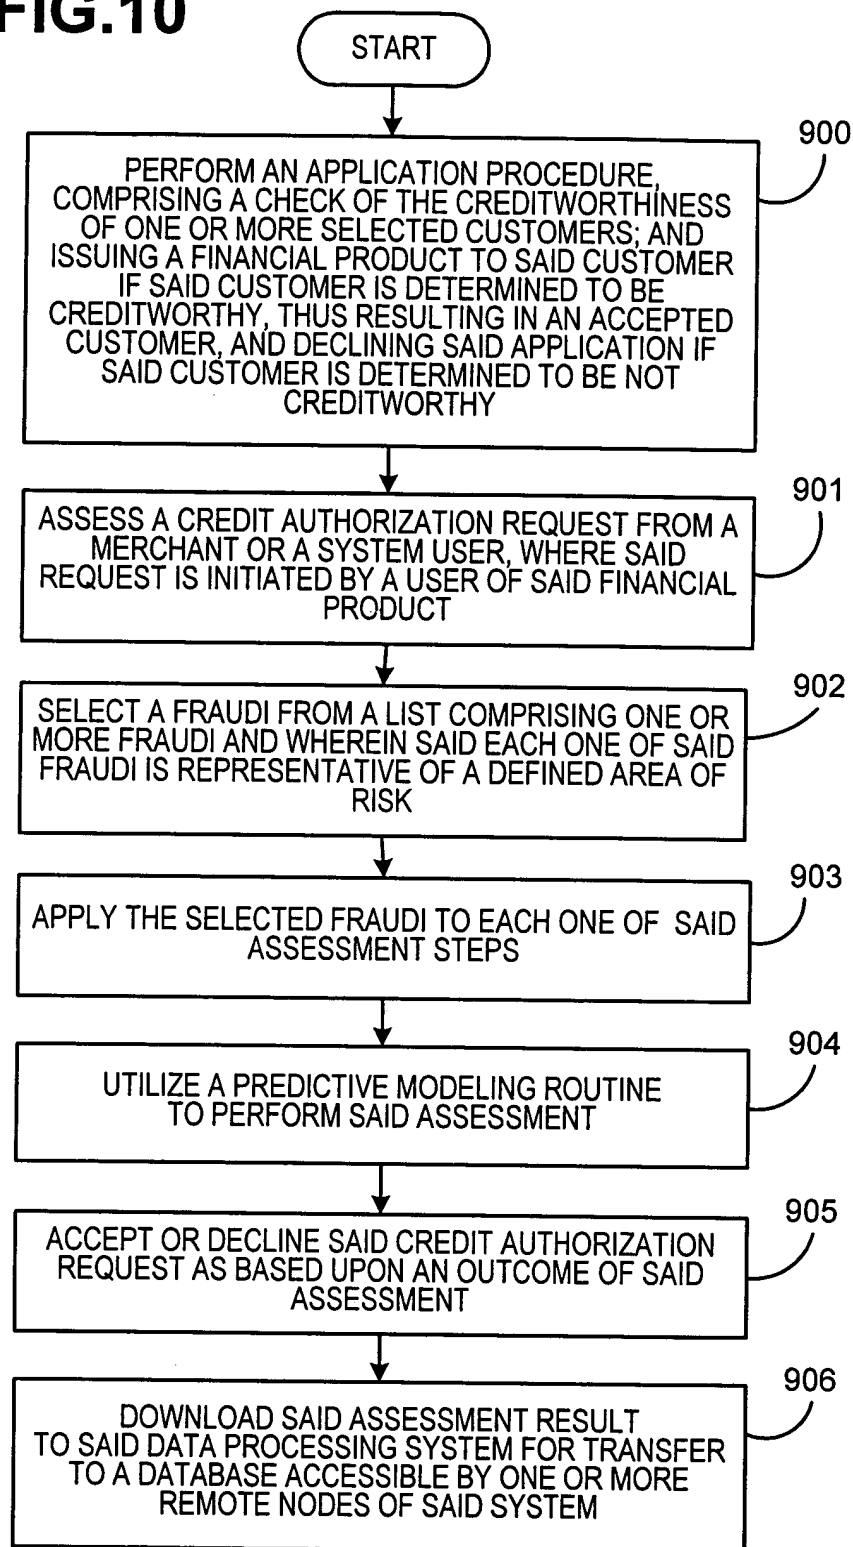 FIG.10
START
900
PERFORM AN APPLICATION PROCEDURE,
COMPRISING A CHECK OF THE CREDITWORTHINESS
OF ONE OR MORE SELECTED CUSTOMERS; AND
ISSUING A FINANCIAL PRODUCT TO SAID CUSTOMER
IF SAID CUSTOMER IS DETERMINED TO BE
CREDITWORTHY, THUS RESULTING IN AN ACCEPTED
CUSTOMER, AND DECLINING SAID APPLICATION IF
SAID CUSTOMER IS DETERMINED TO BE NOT
CREDITWORTHY
901
ASSESS A CREDIT AUTHORIZATION REQUEST FROM A
MERCHANT OR A SYSTEM USER, WHERE SAID
REQUEST IS INITIATED BY A USER OF SAID FINANCIAL
PRODUCT
902
SELECT A FRAUDI FROM A LIST COMPRISING ONE OR
MORE FRAUDI AND WHEREIN SAID EACH ONE OF SAID
FRAUDI IS REPRESENTATIVE OF A DEFINED AREA OF
RISK
903
APPLY THE SELECTED FRAUDI TO EACH ONE OF SAID
ASSESSMENT STEPS
904
UTILIZE A PREDICTIVE MODELING ROUTINE
TO PERFORM SAID ASSESSMENT
905
ACCEPT OR DECLINE SAID CREDIT AUTHORIZATION
REQUEST AS BASED UPON AN OUTCOME OF SAID
ASSESSMENT
906
DOWNLOAD SAID ASSESSMENT RESULT
TO SAID DATA PROCESSING SYSTEM FOR TRANSFER
TO A DATABASE ACCESSIBLE BY ONE OR MORE
REMOTE NODES OF SAID SYSTEM